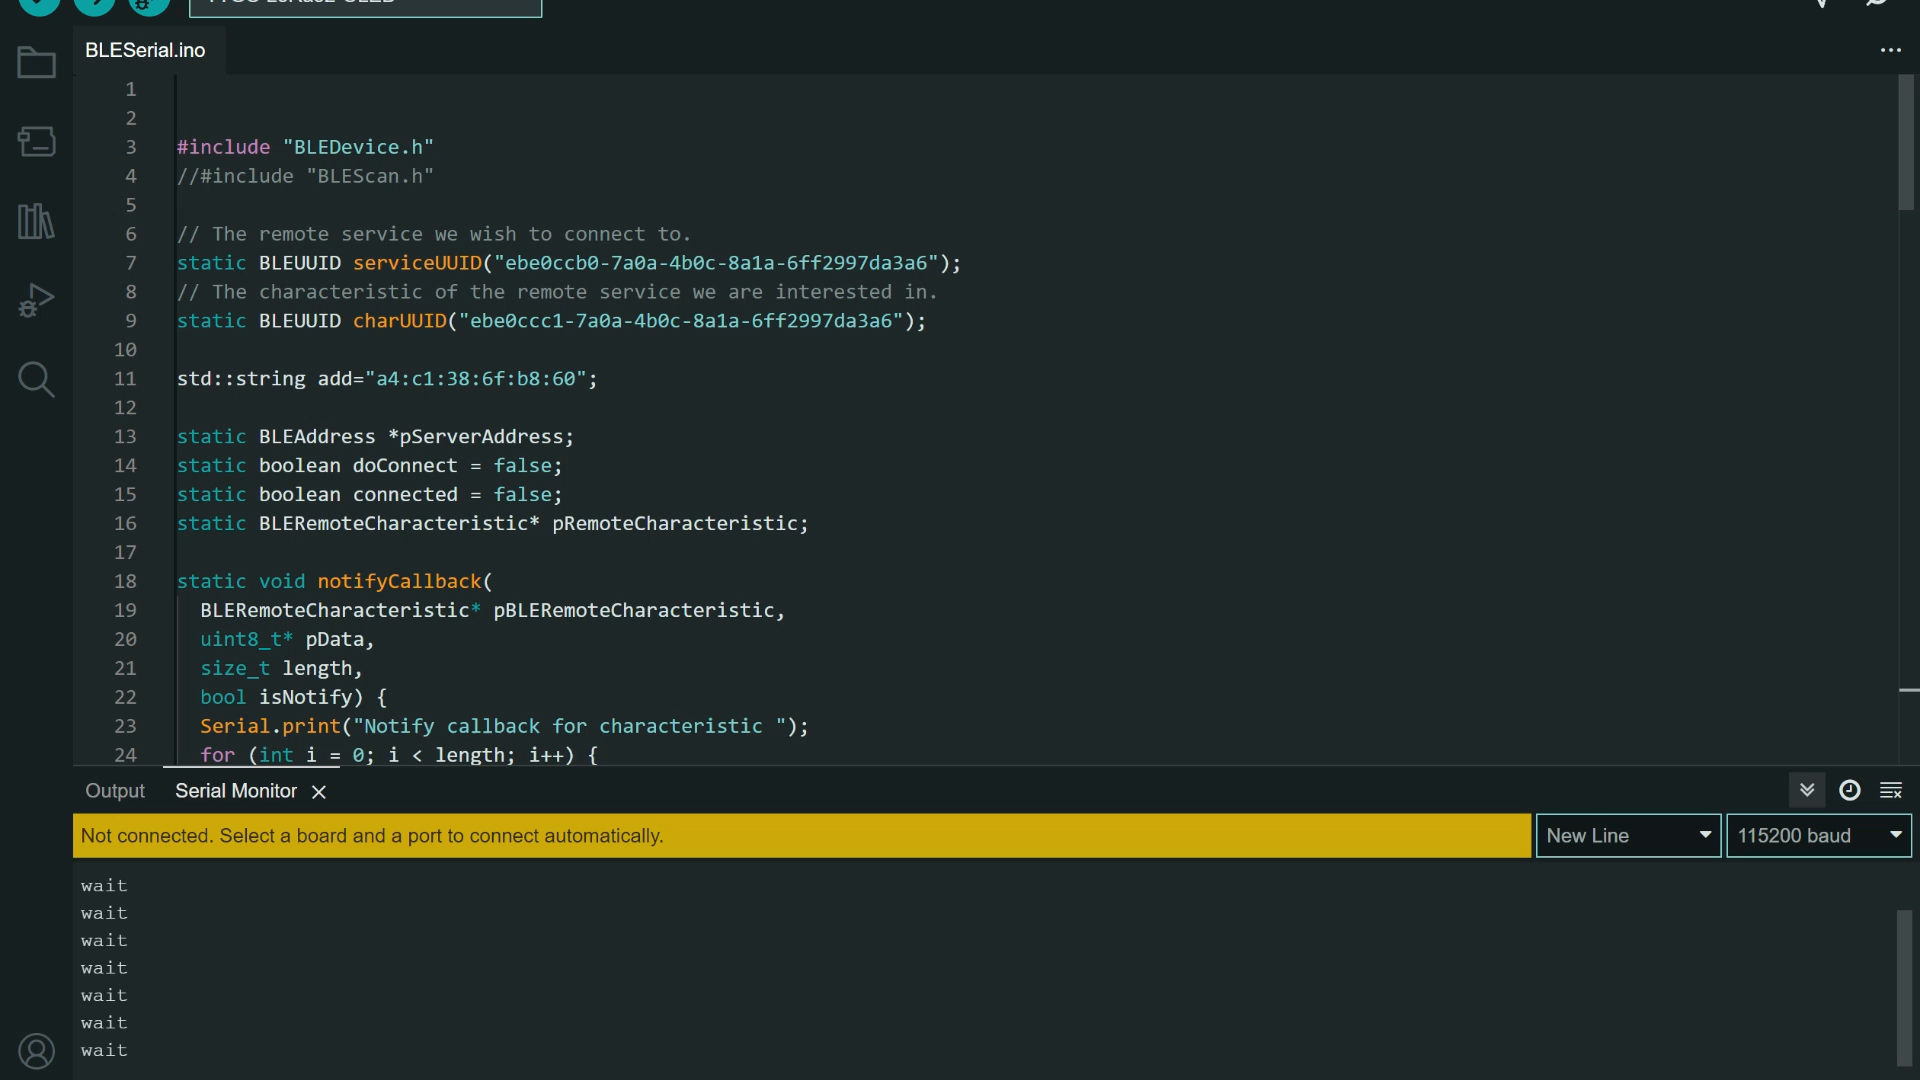 BLESerial.ino
1
2
3 #include "BLEDevice.h"
4 //#include "BLEScan.h"
5
6 // The remote service we wish to connect to.
7 static BLEUUID serviceUUID("ebe0ccb0-7a0a-4b0c-8a1a-6ff2997da3a6");
8 // The characteristic of the remote service we are interested in.
9 static BLEUUID charUUID("ebe0ccc1-7a0a-4b0c-8a1a-6ff2997da3a6");
10
11 std::string add="a4:c1:38:6f:b8:60";
12
13 static BLEAddress *pServerAddress;
14 static boolean doConnect = false;
15 static boolean connected = false;
16 static BLERemoteCharacteristic* pRemoteCharacteristic;
17
18 static void notifyCallback(
19 BLERemoteCharacteristic* pBLERemoteCharacteristic,
20 uint8_t* pData,
21 size_t length,
22 bool isNotify) {
23 Serial.print("Notify callback for characteristic ");
24 for (int i = 0; i < length; i++) {
Output Serial Monitor
Not connected. Select a board and a port to connect automatically. New Line 115200 baud
wait
wait
wait
wait
wait
wait
wait